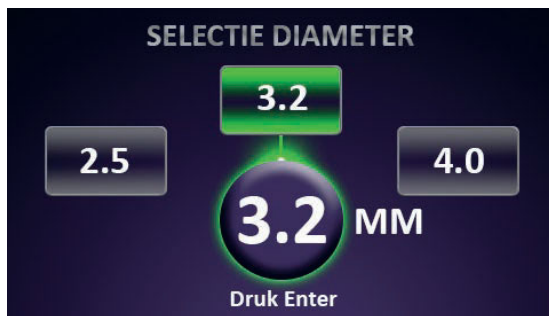 SELECTIE DIAMETER
3.2
2.5
4.0
3.2 MM
Druk Enter